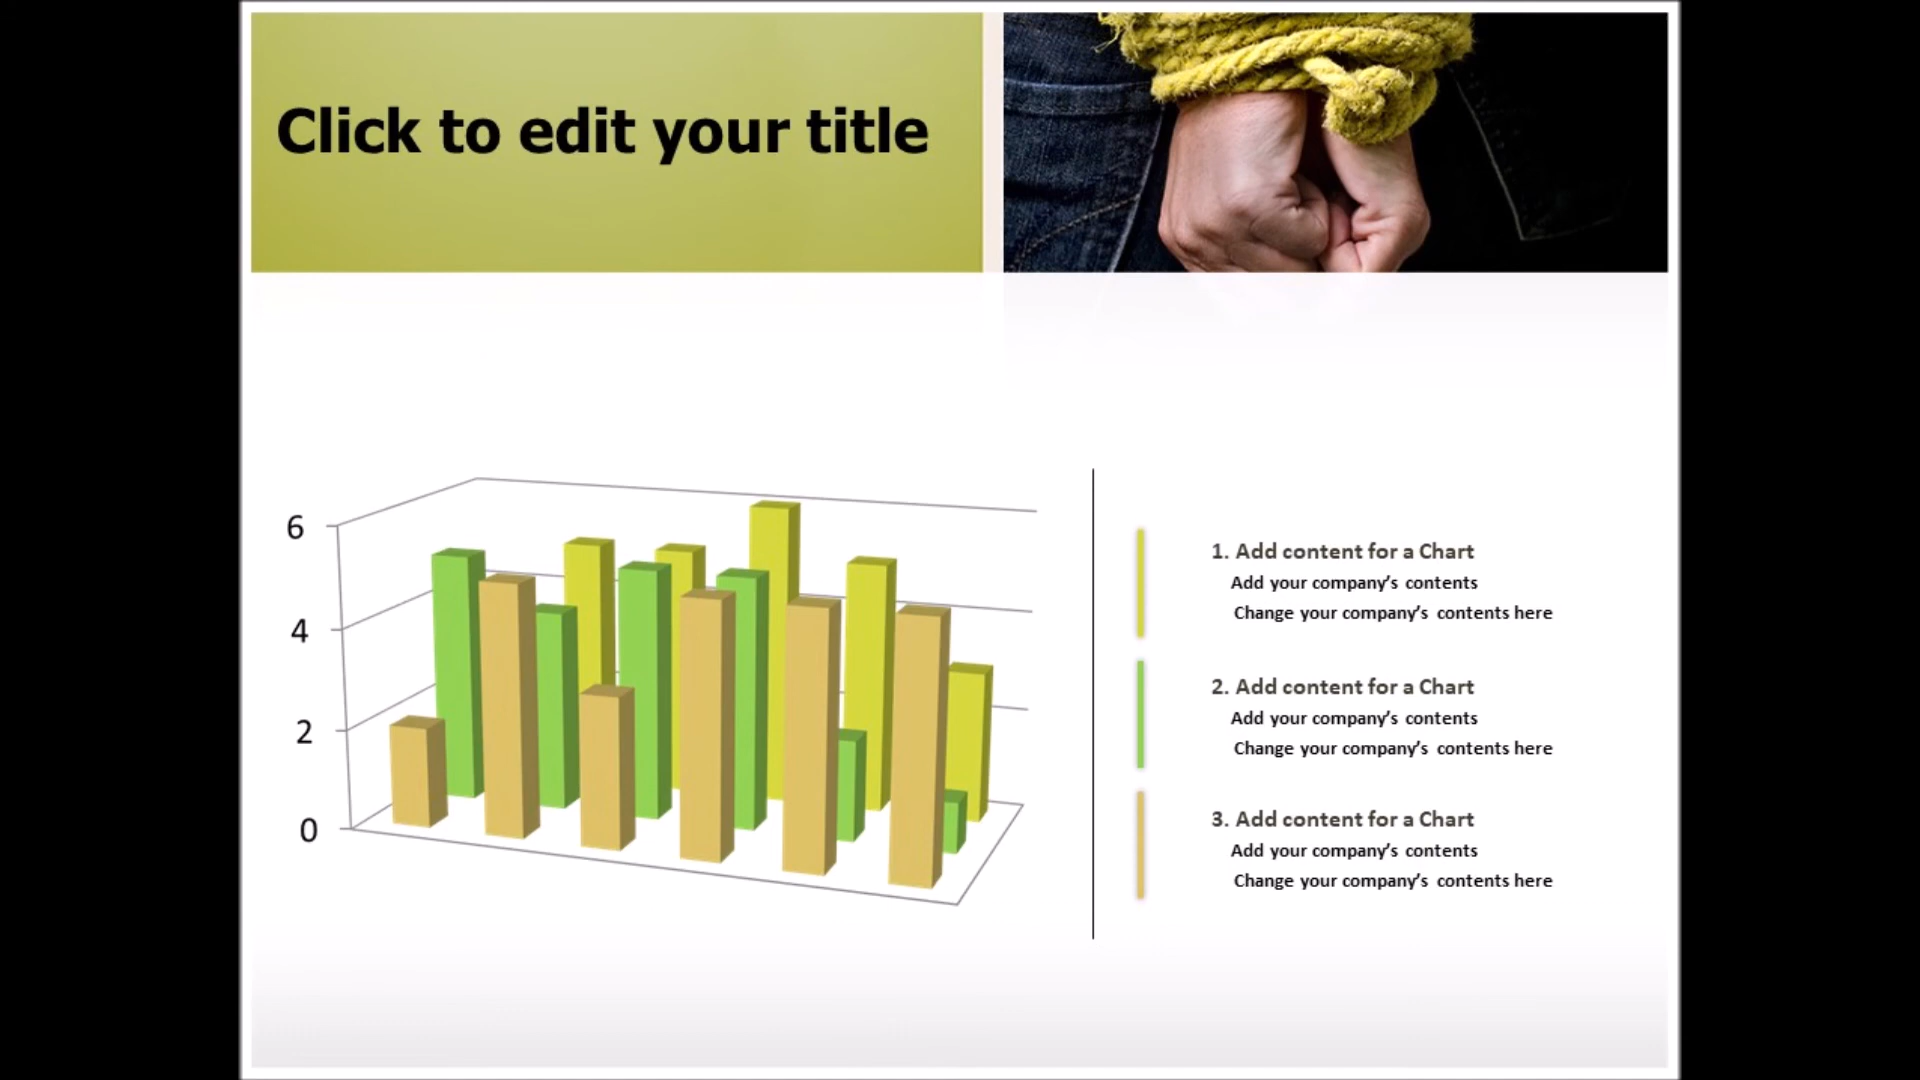 Click to edit your title
6
4
2
0
1. Add content for a Chart
Add your company’s contents
Change your company’s contents here
2. Add content for a Chart
Add your company’s contents
Change your company’s contents here
3. Add content for a Chart
Add your company’s contents
Change your company’s contents here